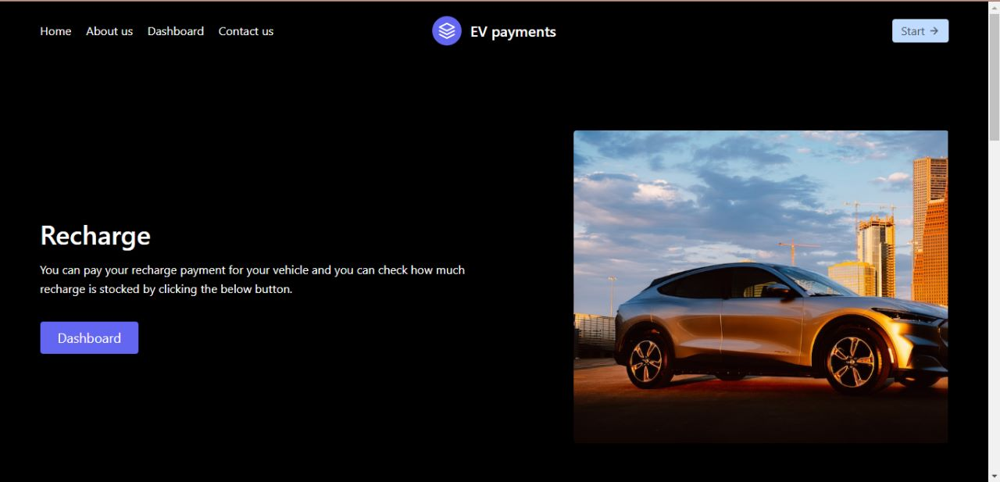 Home About us Dashboard Contact us EV payments Start →
Recharge
You can pay your recharge payment for your vehicle and you can check how much
recharge is stocked by clicking the below button.
Dashboard